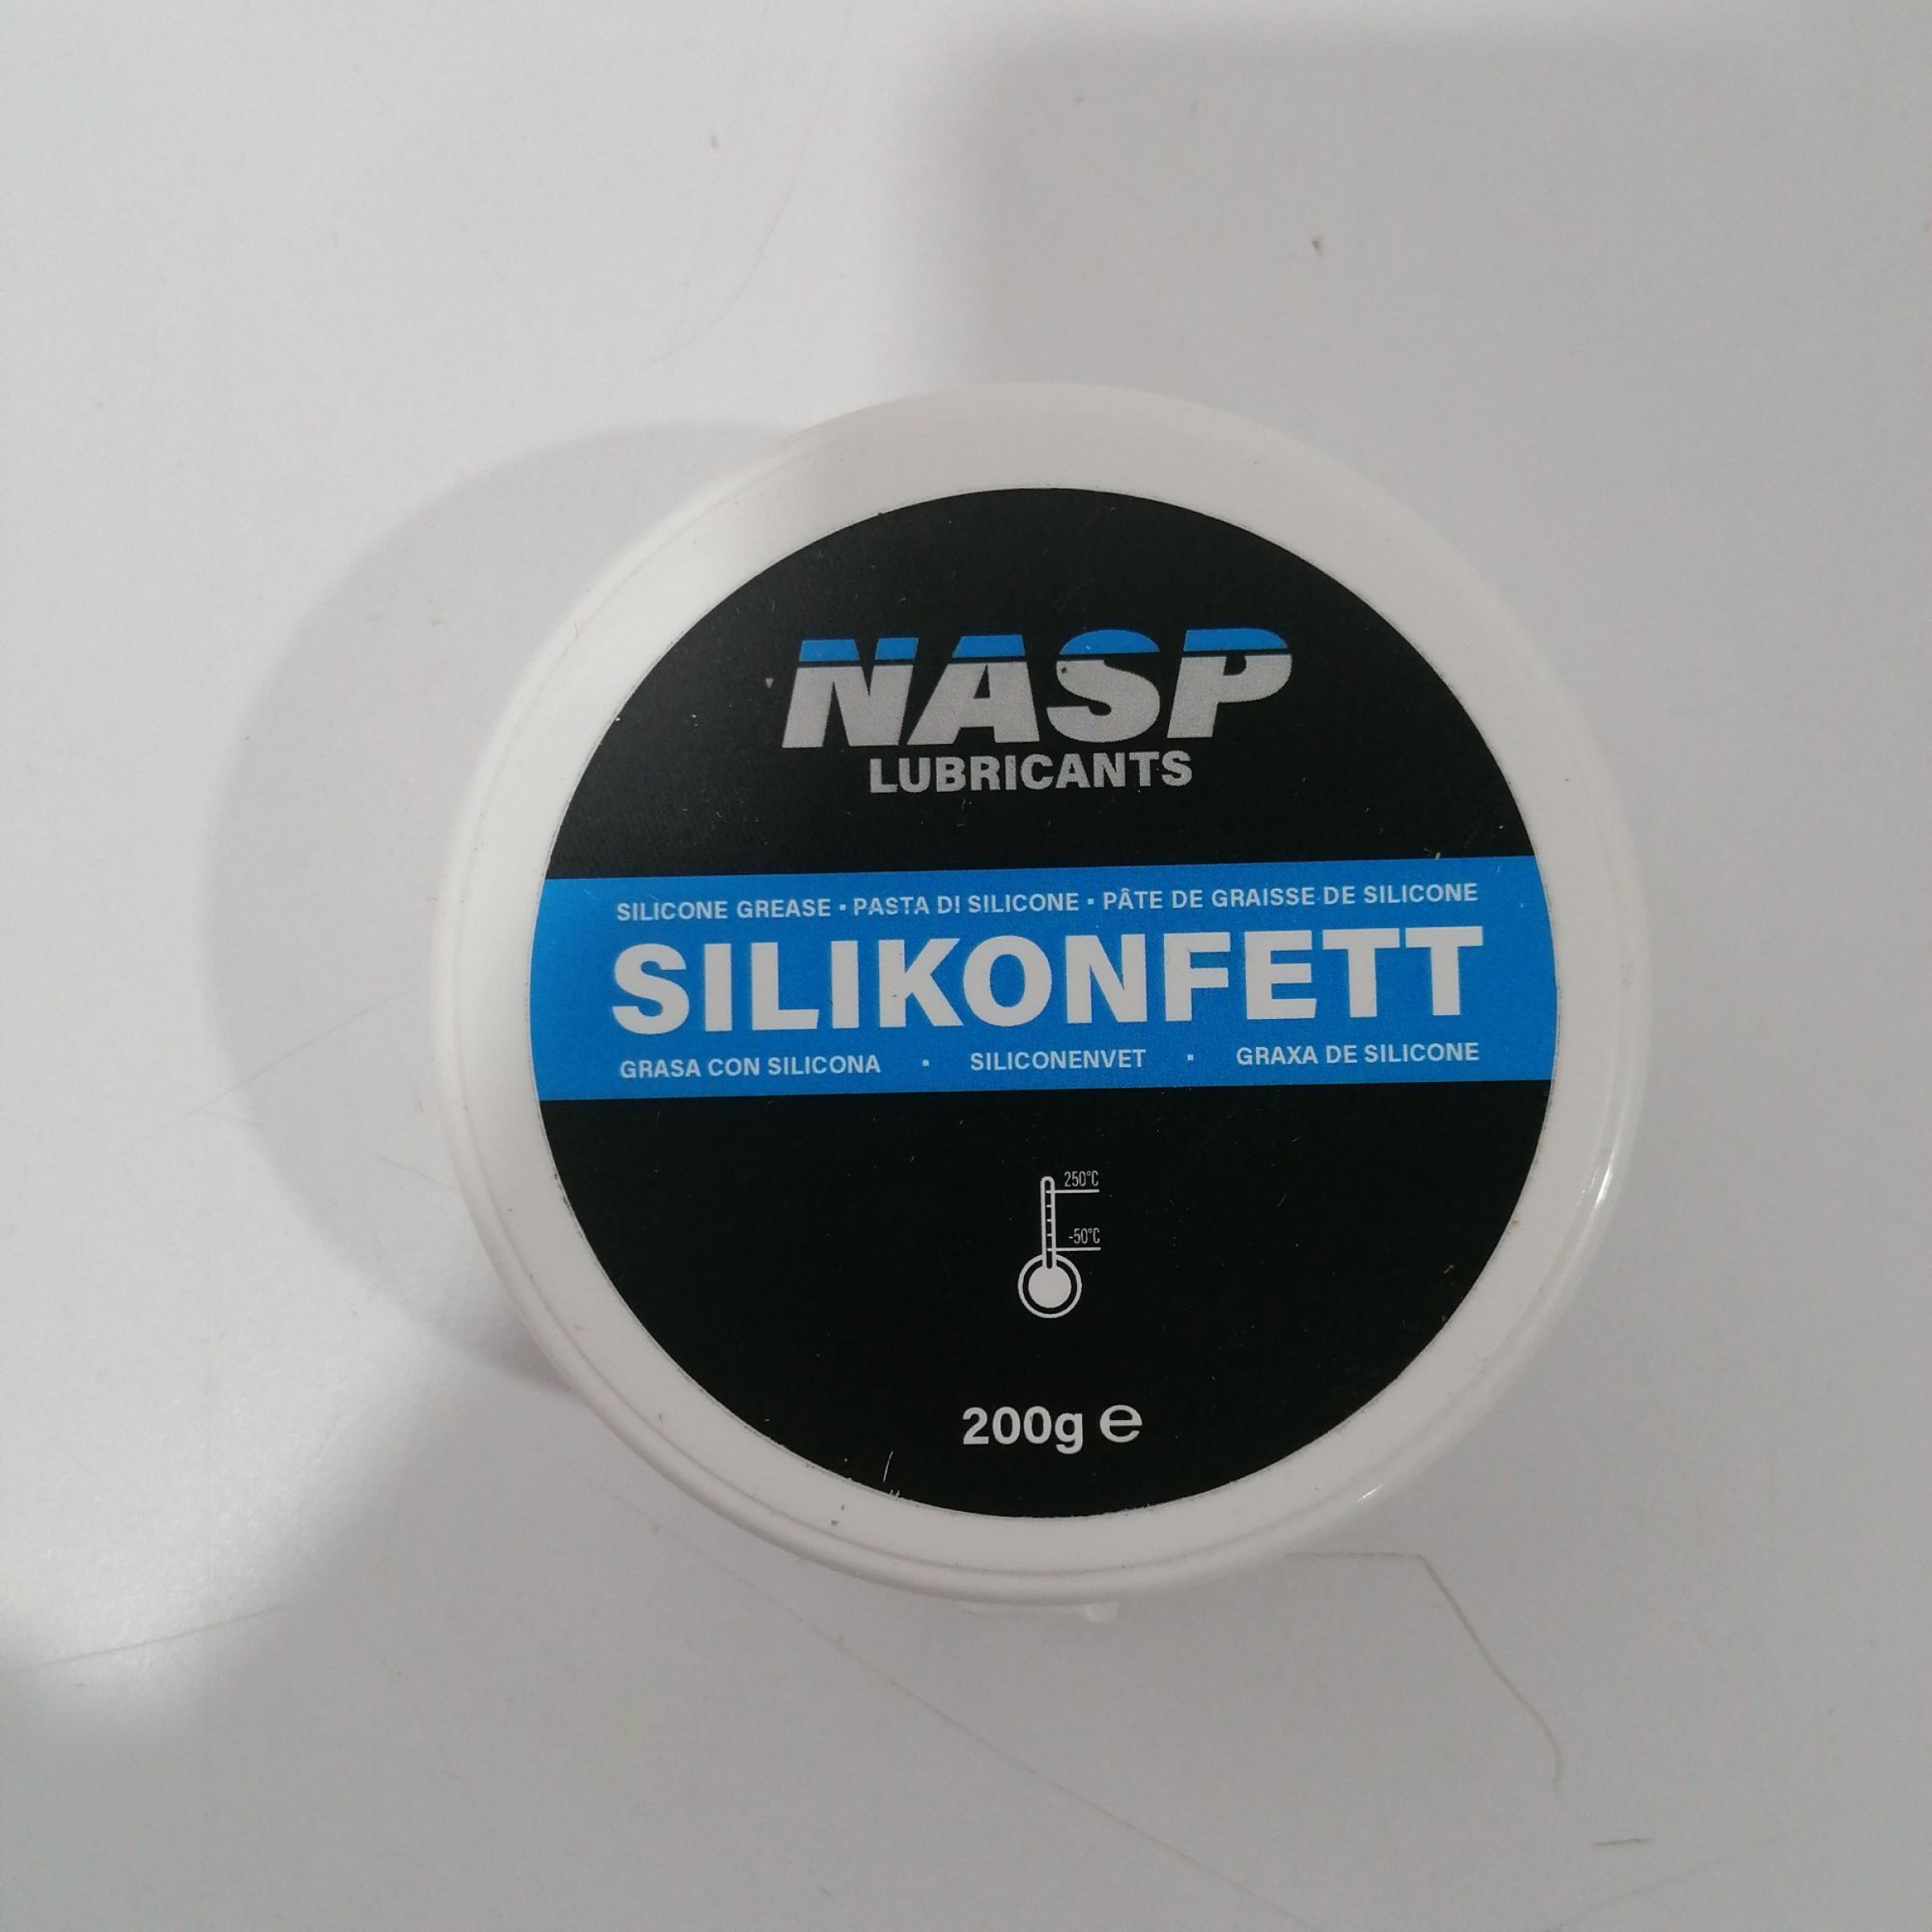 NASP
LUBRICANTS
SILICONE GREASE ▪ PASTA DI SILICONE ▪ PÂTE DE GRAISSE DE SILICONE
SILIKONFETT
GRASA CON SILICONA ▪ SILICONENVET ▪ GRAXA DE SILICONE
250°C
-50°C
200g ℮